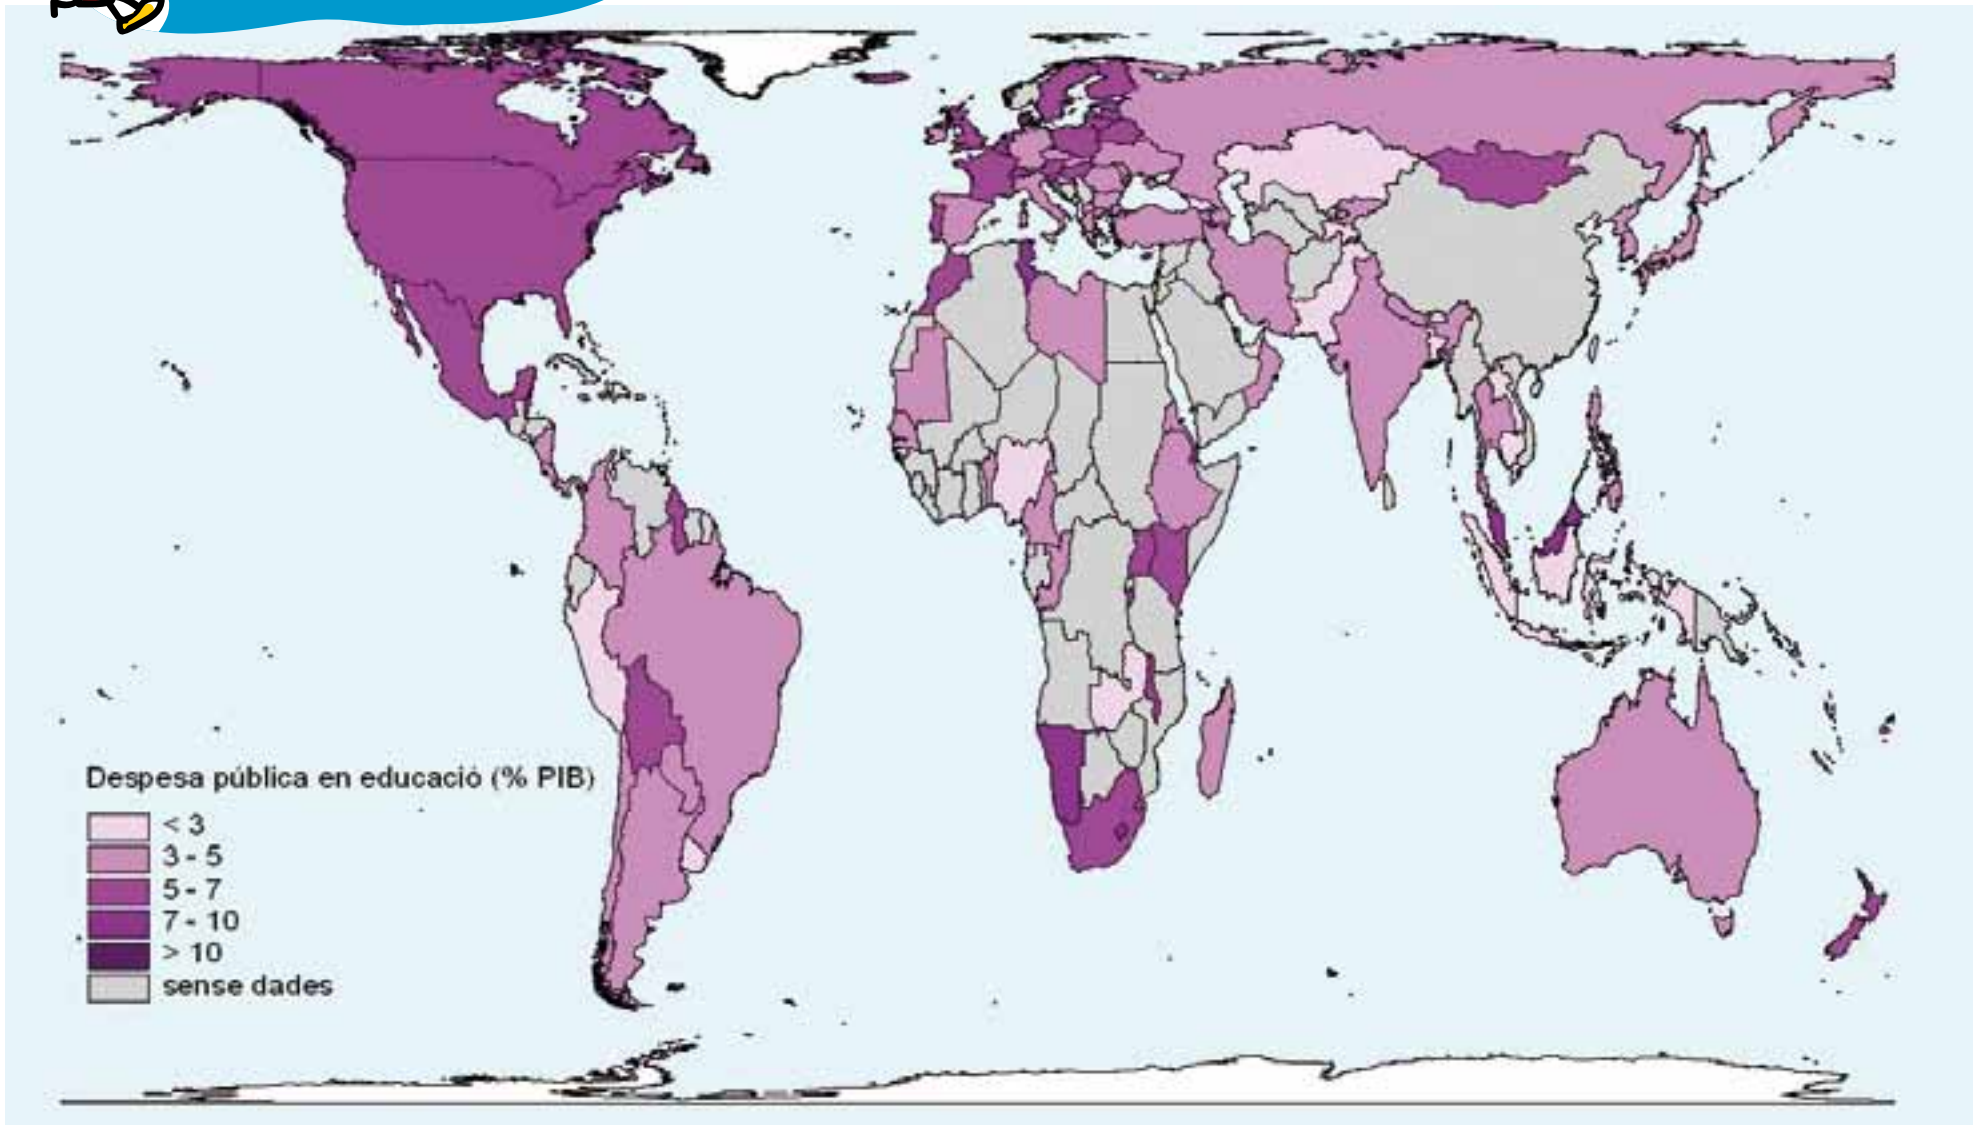 Despesa pública en educació (% PIB)
< 3
3 - 5
5 - 7
7 - 10
> 10
sense dades